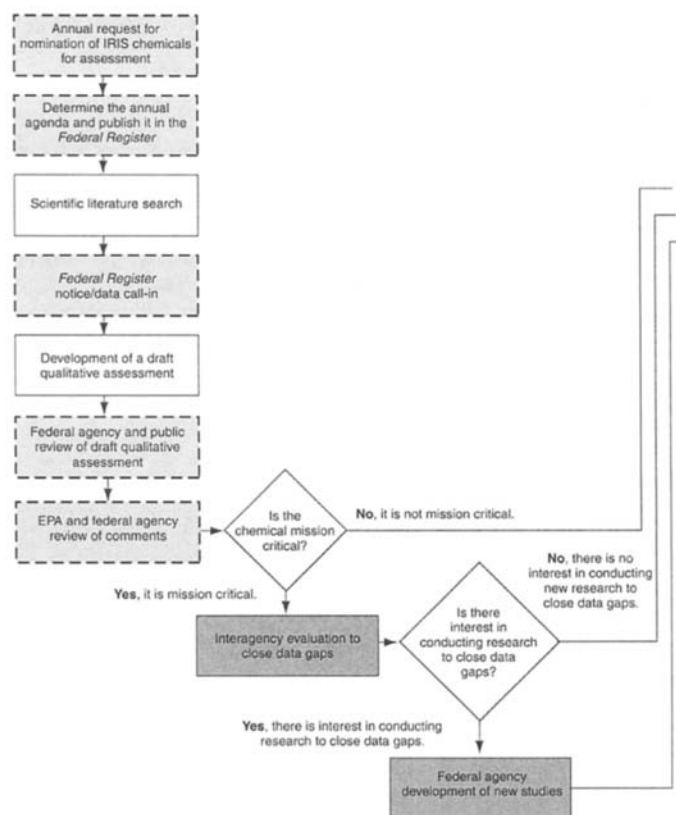 Annual request for
nomination of IRIS chemicals
for assessment
Determine the annual
agenda and publish it in the
Federal Register
Scientific literature search
Federal Register
notice/data call-in
Development of a draft
qualitative assessment
Federal agency and public
review of draft qualitative
assessment
EPA and federal agency
review of comments
Is the
chemical mission
critical?
No, it is not mission critical.
Yes, it is mission critical.
Interagency evaluation to
close data gaps
Is there
interest in
conducting research
to close data
gaps?
No, there is no
interest in conducting
new research to
close data gaps.
Yes, there is interest in conducting
research to close data gaps.
Federal agency
development of new studies